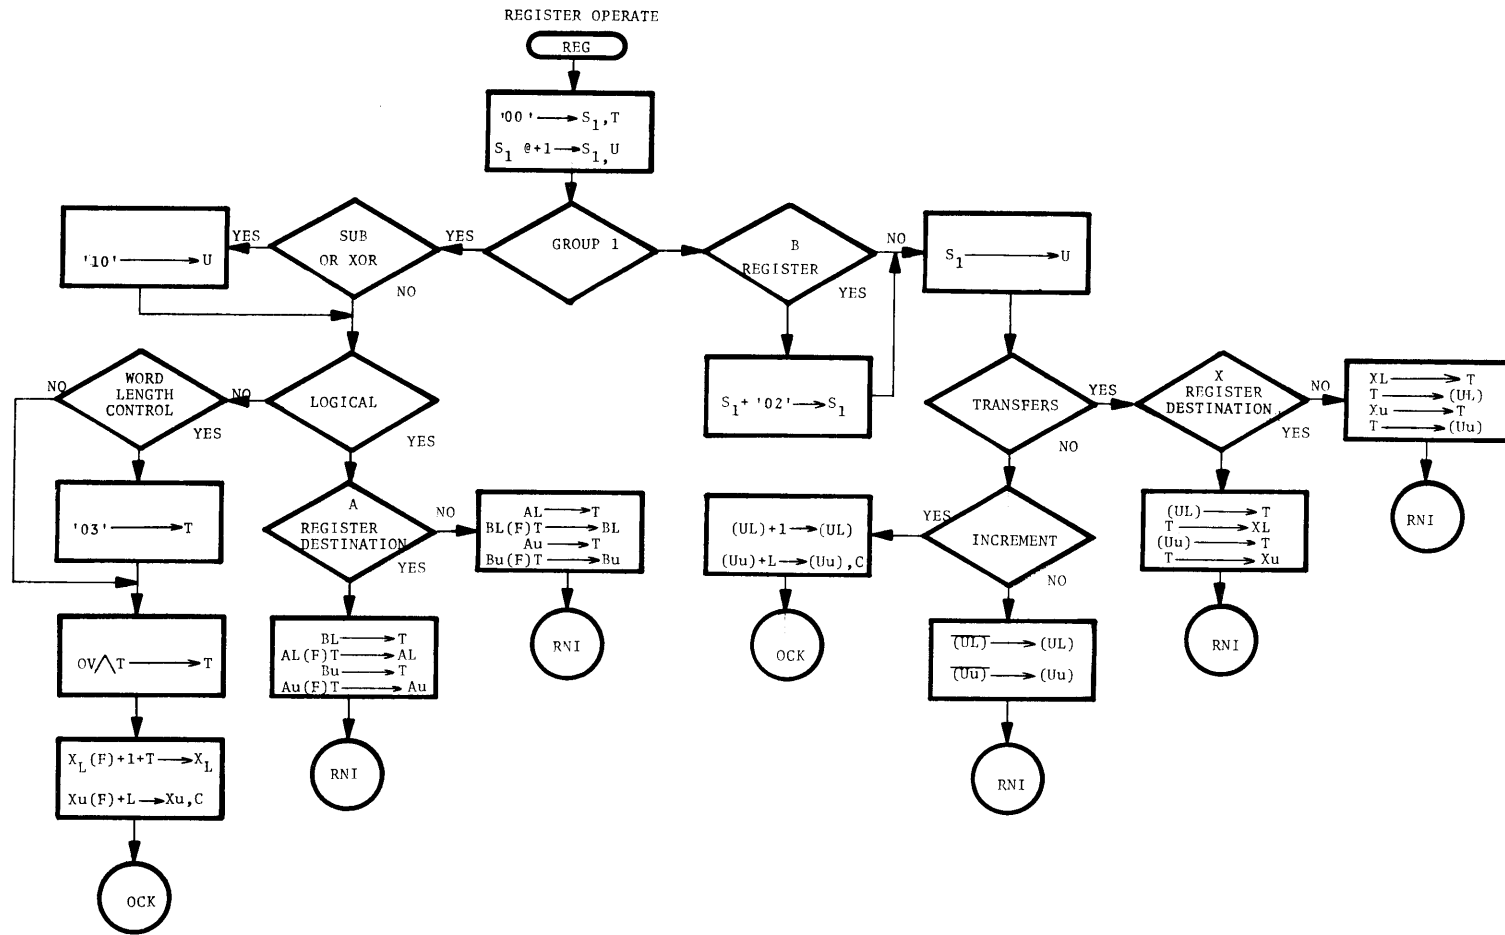 REGISTER OPERATE
REG
'00' ⟶ S₁,T
S₁ @+1 ⟶ S₁,U
GROUP 1
YES
SUB
OR XOR
YES
NO
'10' ⟶ U
B
REGISTER
NO
YES
S₁ ⟶ U
S₁+'02' ⟶ S₁
LOGICAL
NO
YES
WORD
LENGTH
CONTROL
NO
YES
'03' ⟶ T
OV⋀T ⟶ T
X_L(F)+1+T ⟶ X_L
Xu(F)+L ⟶ Xu,C
OCK
A
REGISTER
DESTINATION
NO
YES
AL ⟶ T
BL(F)T ⟶ BL
Au ⟶ T
Bu(F)T ⟶ Bu
RNI
BL ⟶ T
AL(F)T ⟶ AL
Bu ⟶ T
Au(F)T ⟶ Au
RNI
TRANSFERS
YES
NO
X
REGISTER
DESTINATION
NO
YES
XL ⟶ T
T ⟶ (UL)
Xu ⟶ T
T ⟶ (Uu)
RNI
(UL) ⟶ T
T ⟶ XL
(Uu) ⟶ T
T ⟶ Xu
RNI
INCREMENT
YES
NO
(UL)+1 ⟶ (UL)
(Uu)+L ⟶ (Uu),C
OCK
(U̅L̅) ⟶ (UL)
(U̅u̅) ⟶ (Uu)
RNI